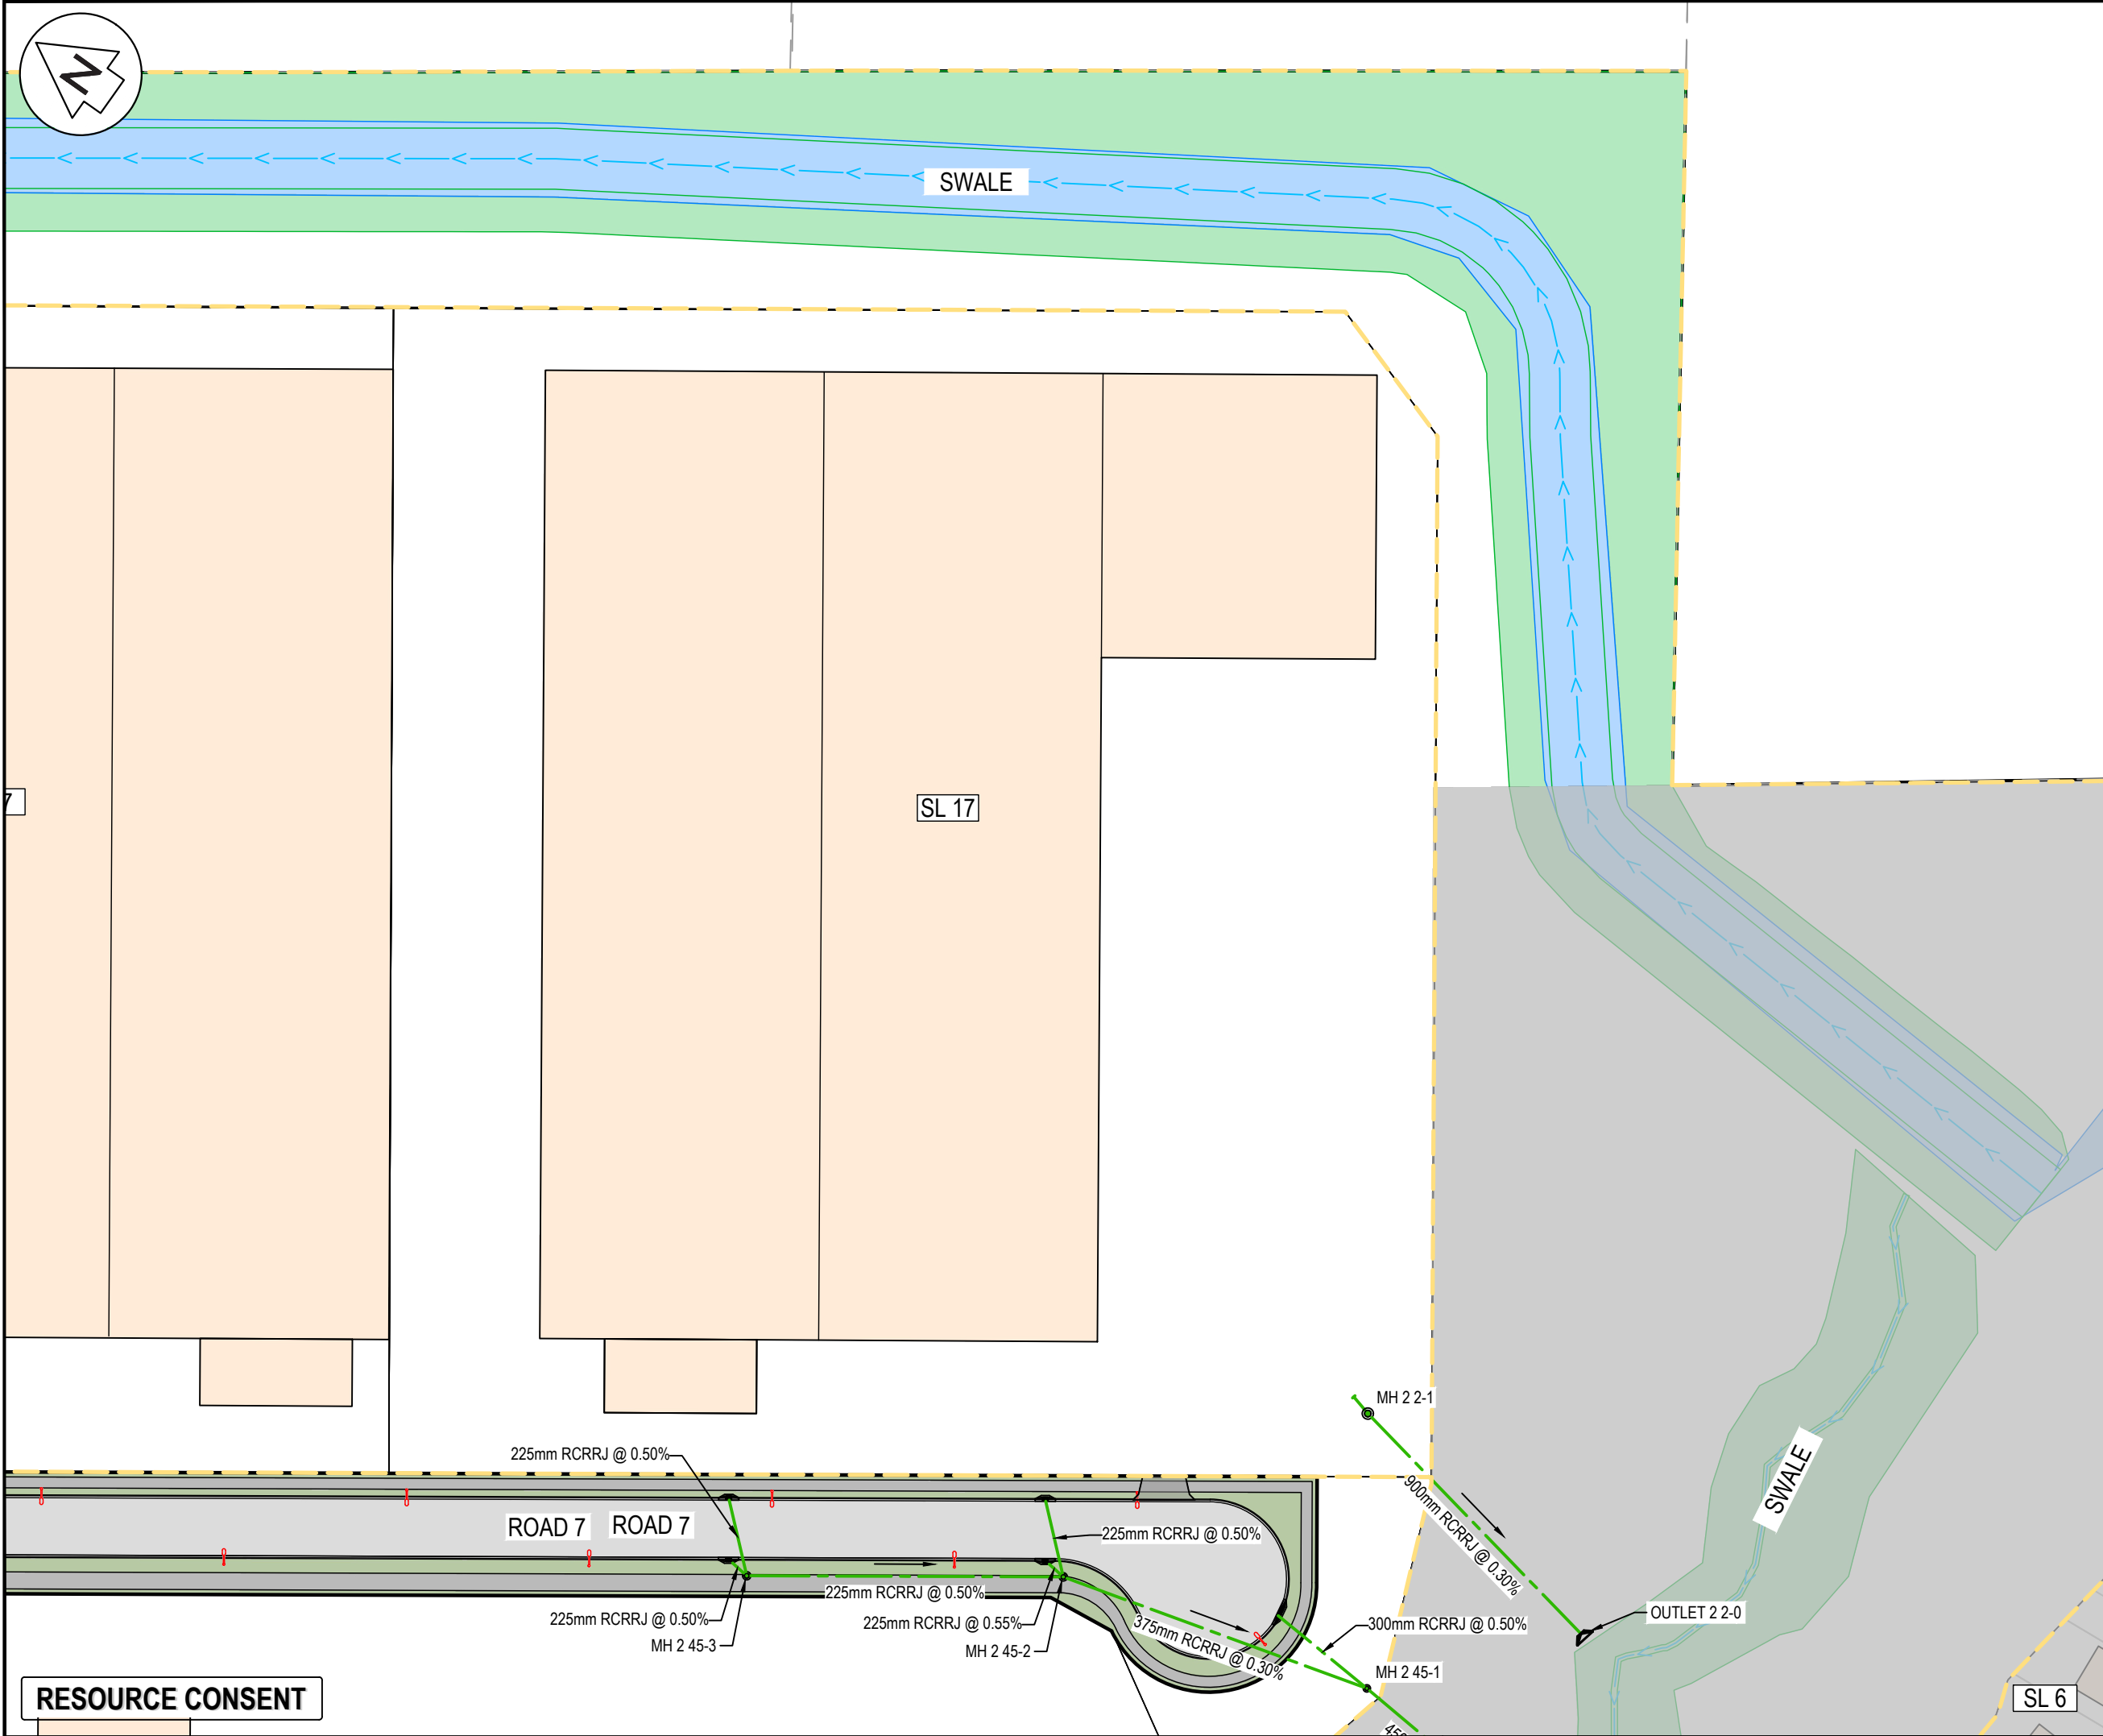 N
SWALE
7
SL 17
MH 2 2-1
225mm RCRRJ @ 0.50%
900mm RCRRJ @ 0.30%
SWALE
ROAD 7
ROAD 7
225mm RCRRJ @ 0.50%
225mm RCRRJ @ 0.50%
OUTLET 2 2-0
225mm RCRRJ @ 0.50%
225mm RCRRJ @ 0.55%
375mm RCRRJ @ 0.30%
300mm RCRRJ @ 0.50%
MH 2 45-3
MH 2 45-2
MH 2 45-1
RESOURCE CONSENT
SL 6